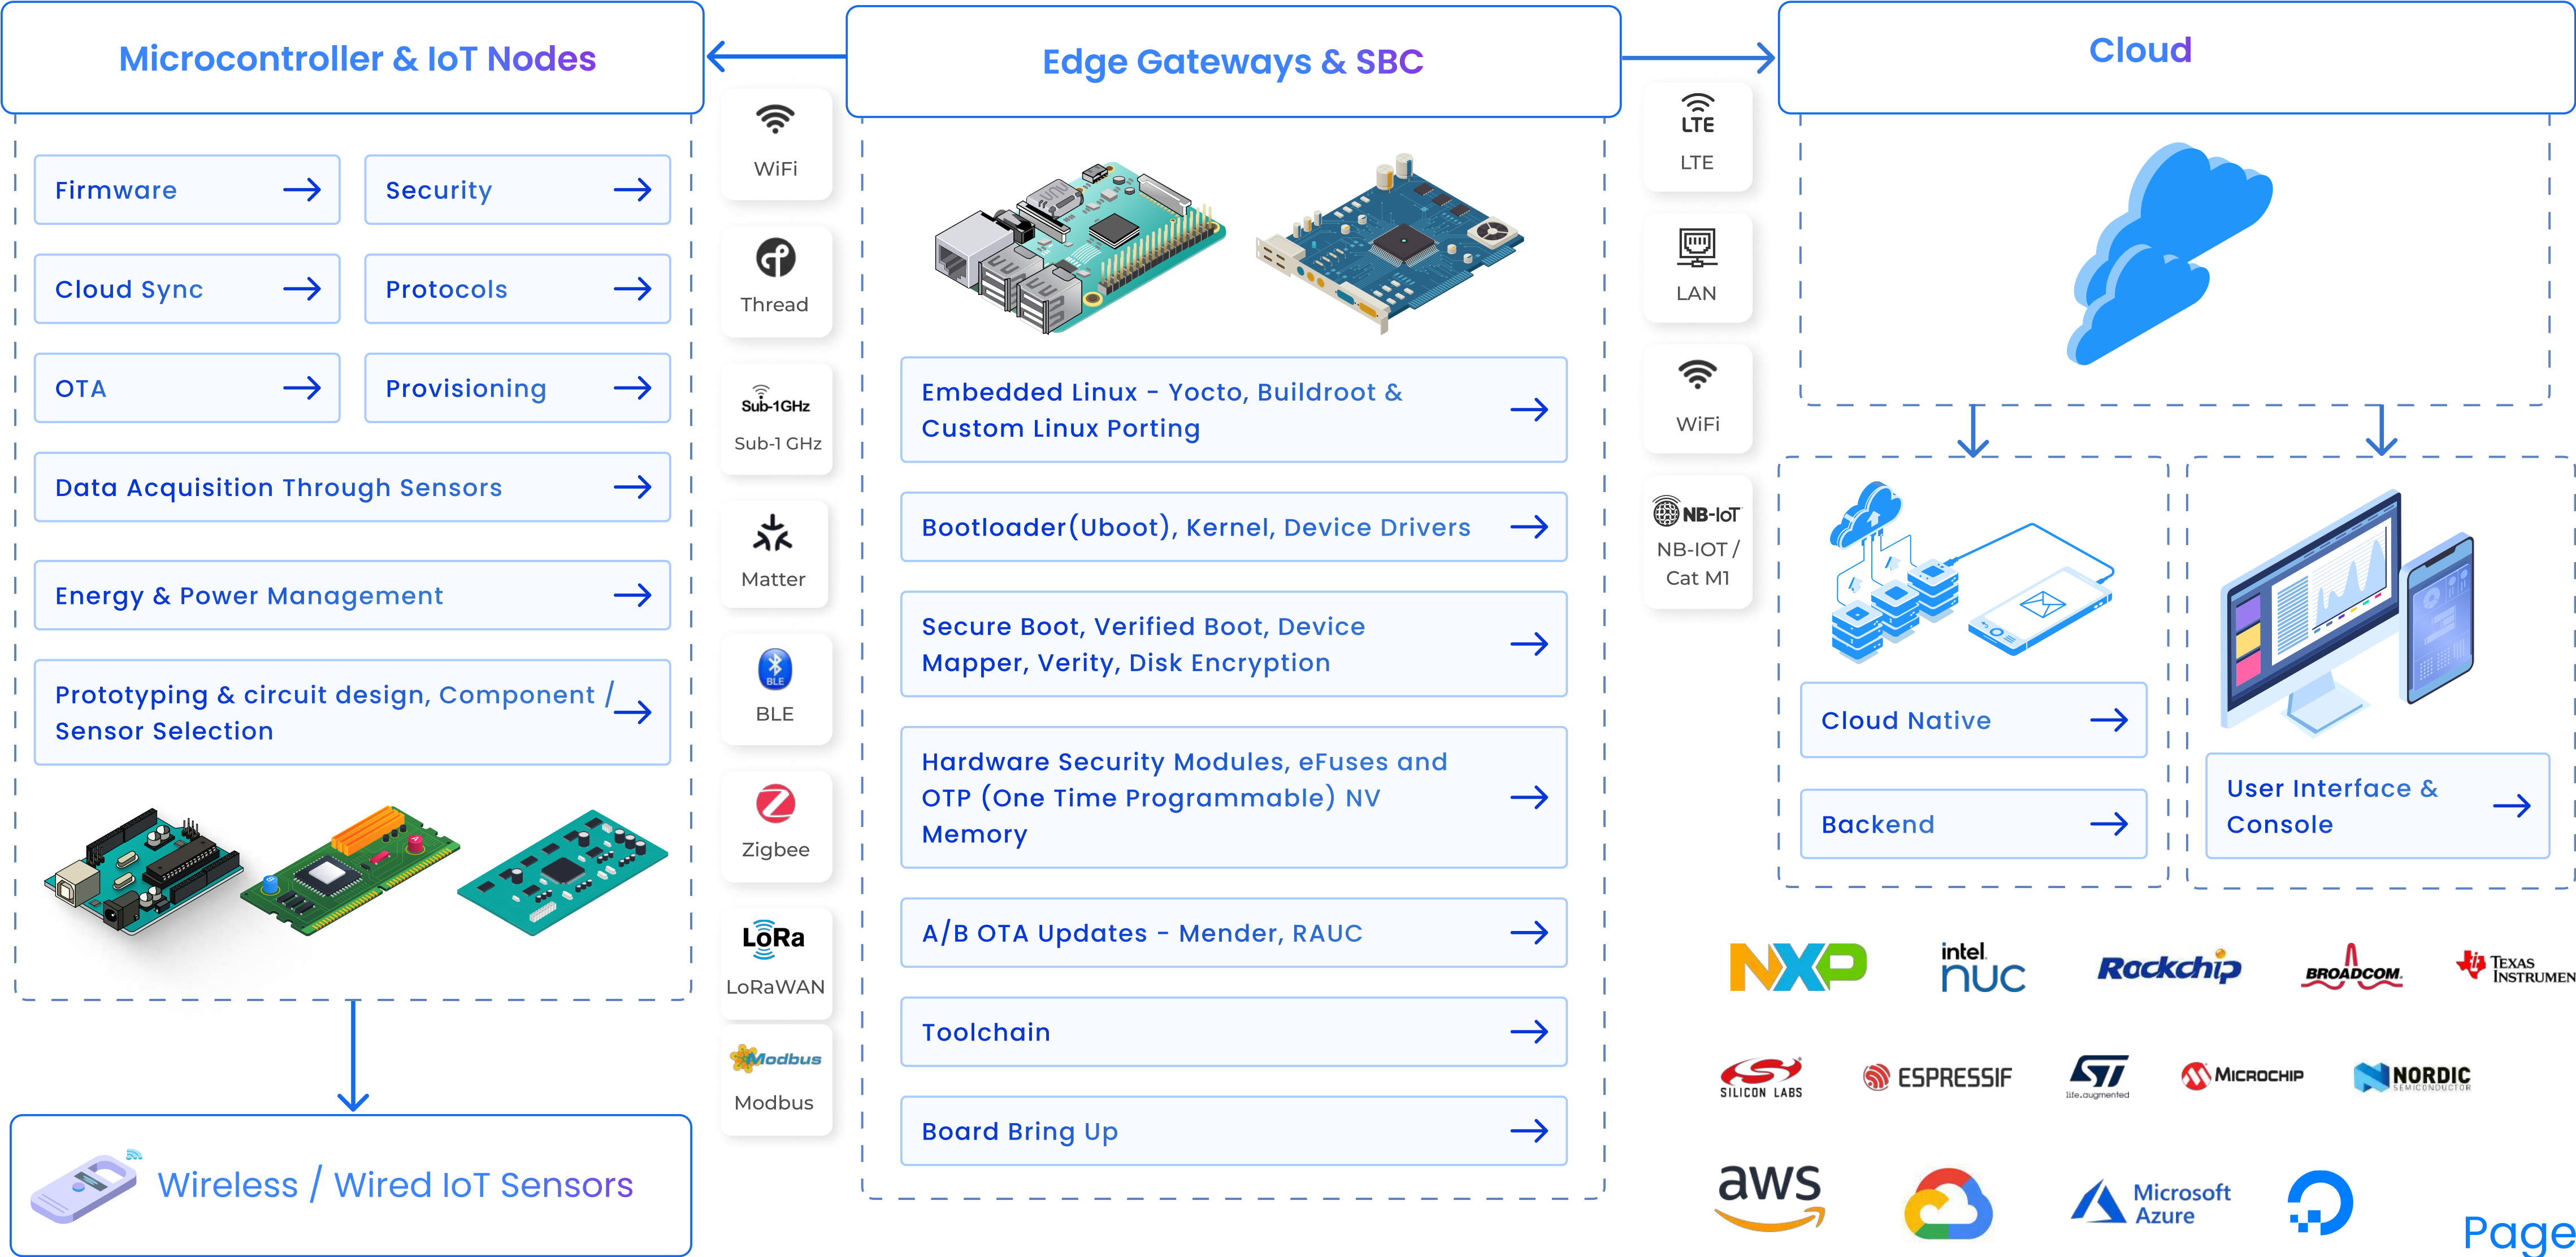 Microcontroller & IoT Nodes
Firmware
Security
Cloud Sync
Protocols
OTA
Provisioning
Data Acquisition Through Sensors
Energy & Power Management
Prototyping & circuit design, Component /
Sensor Selection
Wireless / Wired IoT Sensors
WiFi
Thread
Sub-1GHz
Sub-1 GHz
Matter
BLE
BLE
Zigbee
LoRa
LoRaWAN
Modbus
Modbus
Edge Gateways & SBC
Embedded Linux - Yocto, Buildroot &
Custom Linux Porting
Bootloader(Uboot), Kernel, Device Drivers
Secure Boot, Verified Boot, Device
Mapper, Verity, Disk Encryption
Hardware Security Modules, eFuses and
OTP (One Time Programmable) NV
Memory
A/B OTA Updates - Mender, RAUC
Toolchain
Board Bring Up
LTE
LTE
LAN
WiFi
NB-IoT
NB-IOT /
Cat M1
Cloud
Cloud Native
Backend
User Interface &
Console
NXP
intel.
nuc
Rockchip
BROADCOM.
TEXAS
INSTRUMEN
SILICON LABS
ESPRESSIF
ST
life.augmented
MICROCHIP
NORDIC
SEMICONDUCTOR
aws
Microsoft
Azure
Page